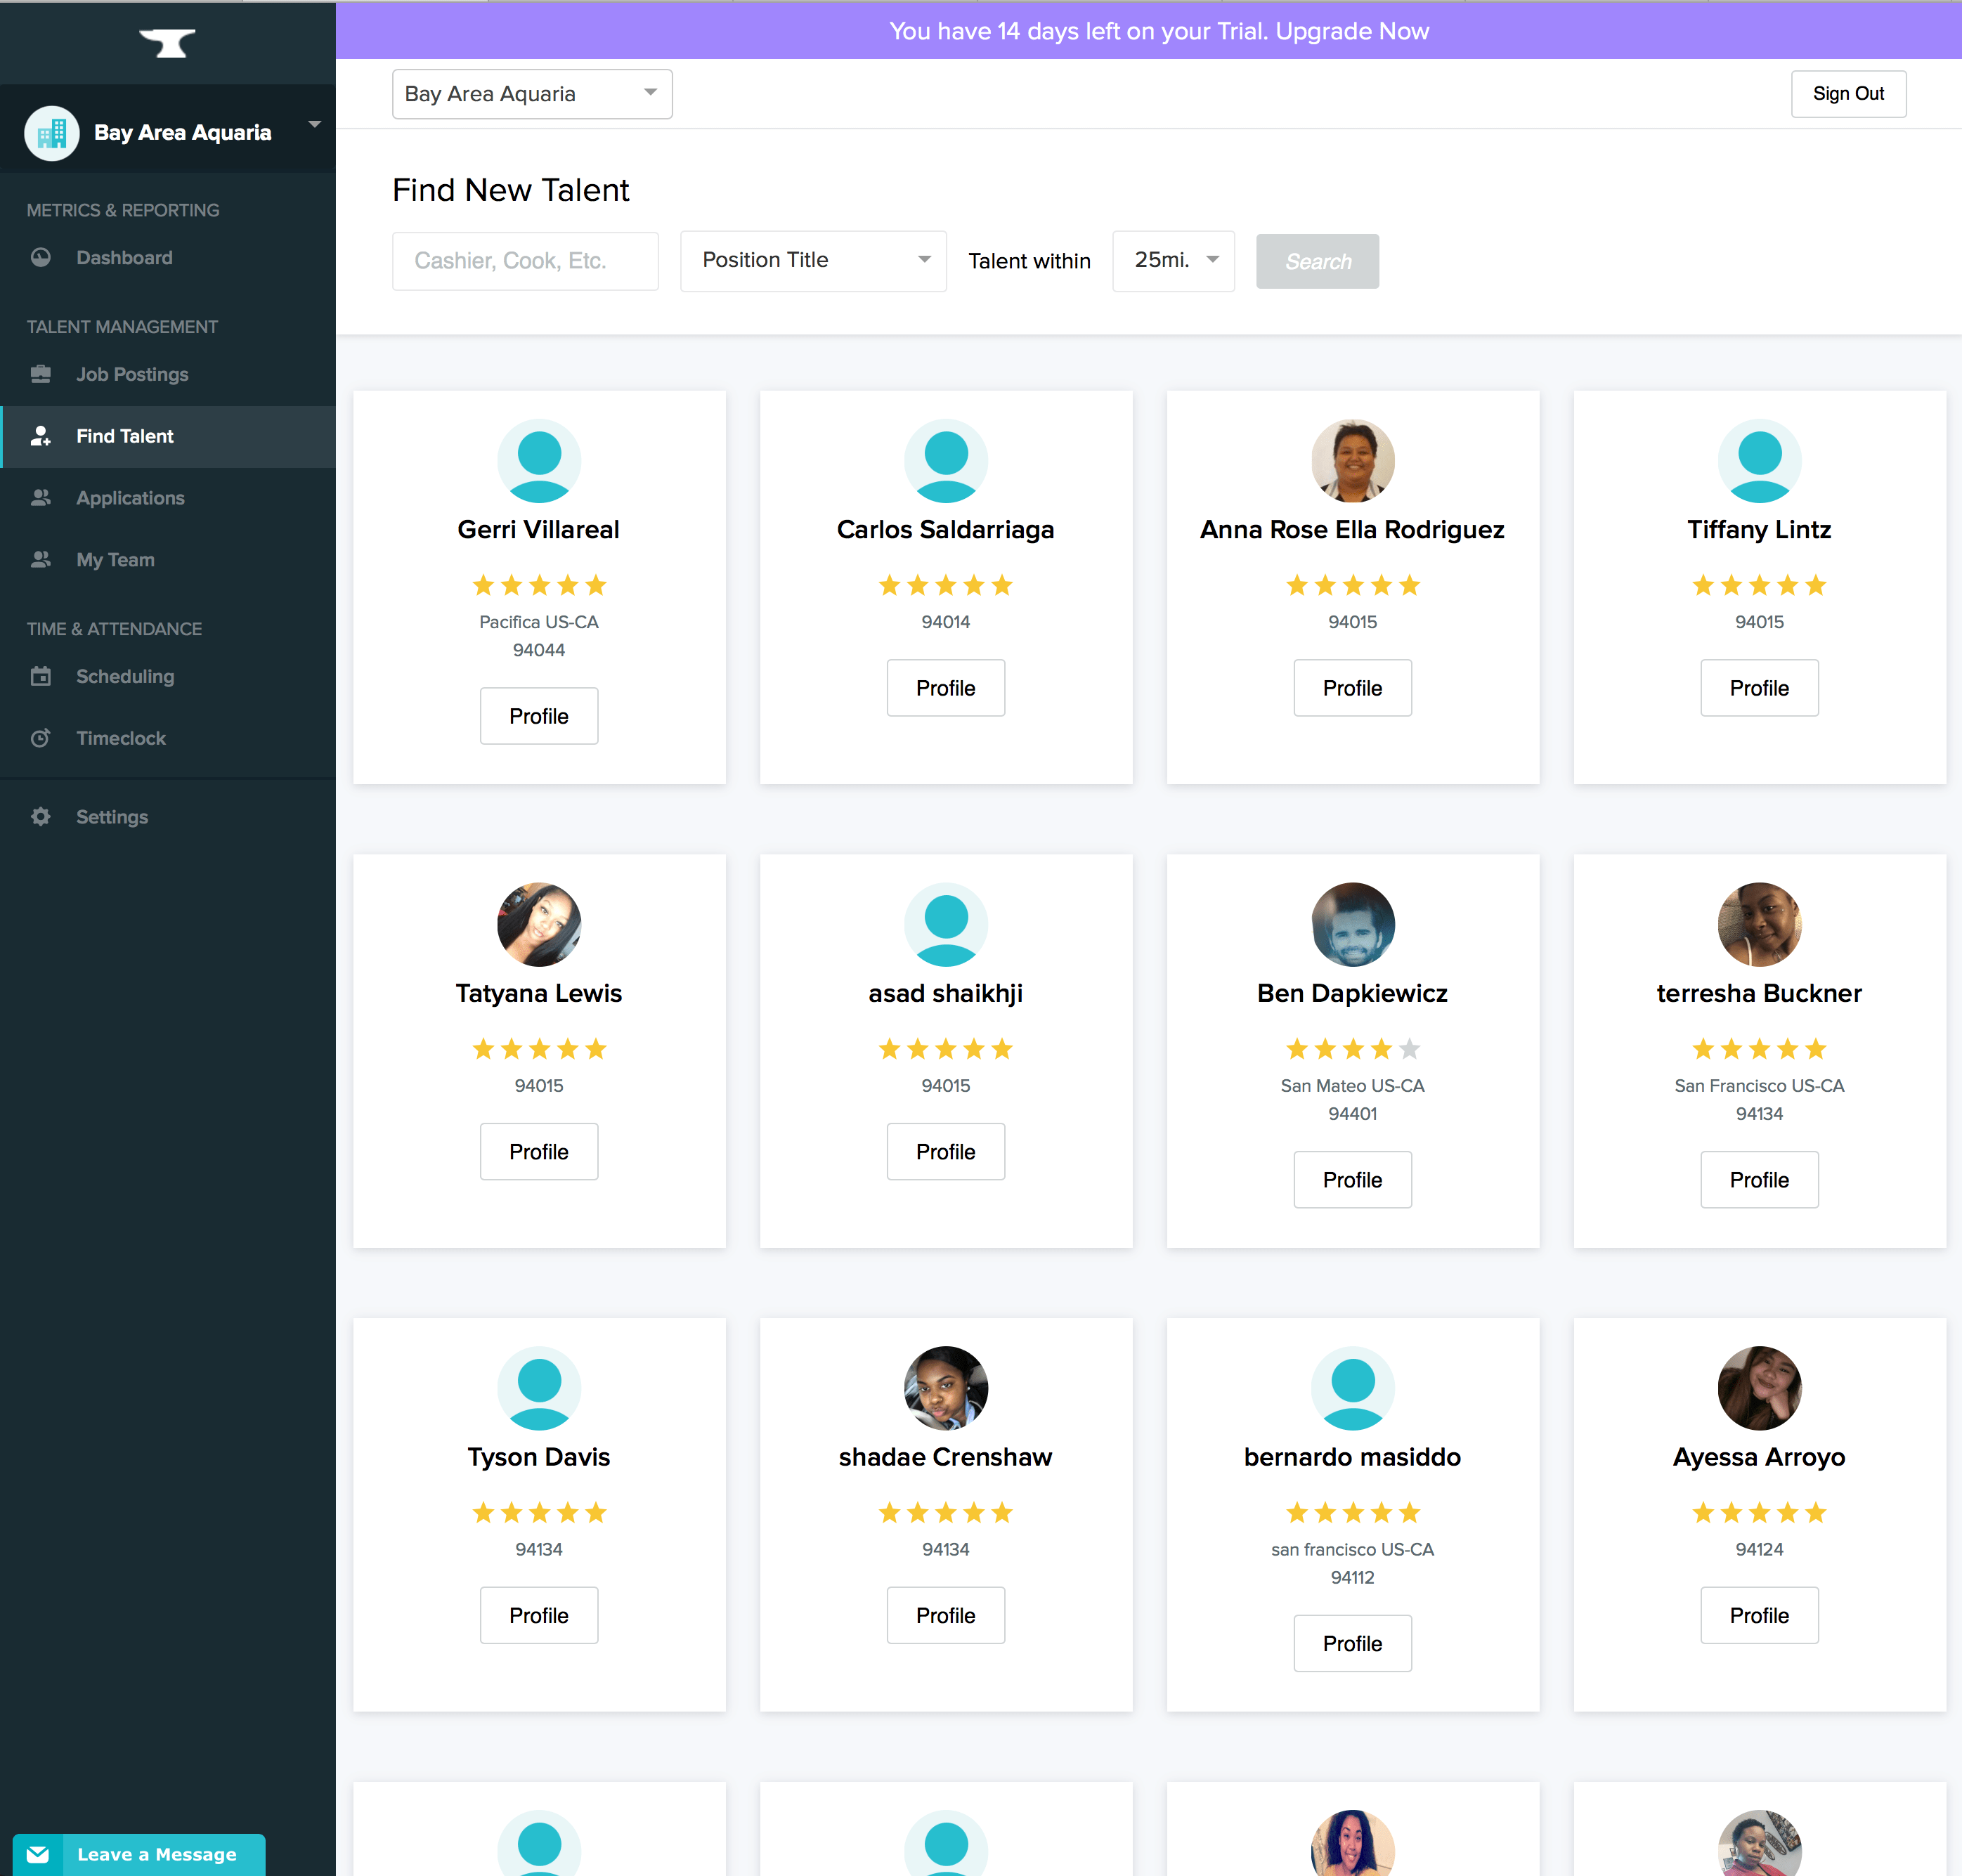 You have 14 days left on your Trial. Upgrade Now
Bay Area Aquaria
Sign Out
Bay Area Aquaria
METRICS & REPORTING
Dashboard
TALENT MANAGEMENT
Job Postings
Find Talent
Applications
My Team
TIME & ATTENDANCE
Scheduling
Timeclock
Settings
Leave a Message
Find New Talent
Cashier, Cook, Etc.
Position Title
Talent within
25mi.
Search
Gerri Villareal
Pacifica US-CA
94044
Profile
Carlos Saldarriaga
94014
Profile
Anna Rose Ella Rodriguez
94015
Profile
Tiffany Lintz
94015
Profile
Tatyana Lewis
94015
Profile
asad shaikhji
94015
Profile
Ben Dapkiewicz
San Mateo US-CA
94401
Profile
terresha Buckner
San Francisco US-CA
94134
Profile
Tyson Davis
94134
Profile
shadae Crenshaw
94134
Profile
bernardo masiddo
san francisco US-CA
94112
Profile
Ayessa Arroyo
94124
Profile